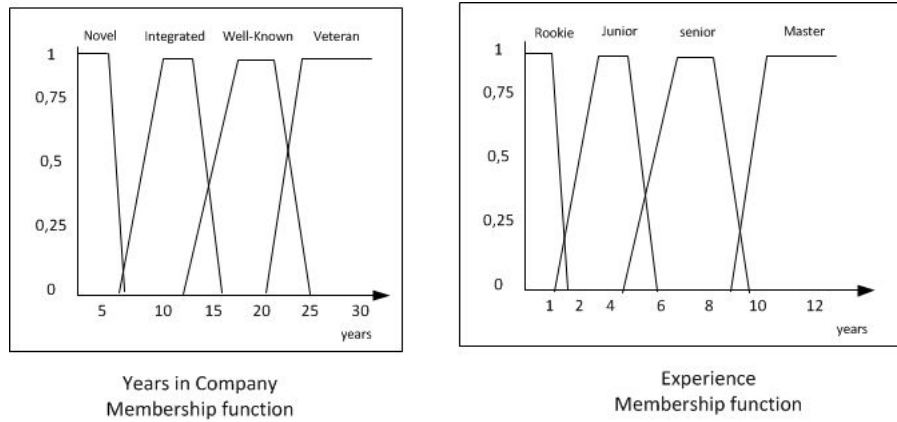 Novel Integrated Well-Known Veteran
1
0,75
0,5
0,25
0
5 10 15 20 25 30
years
Years in Company
Membership function
Rookie Junior senior Master
1
0,75
0,5
0,25
0
1 2 4 6 8 10 12
years
Experience
Membership function